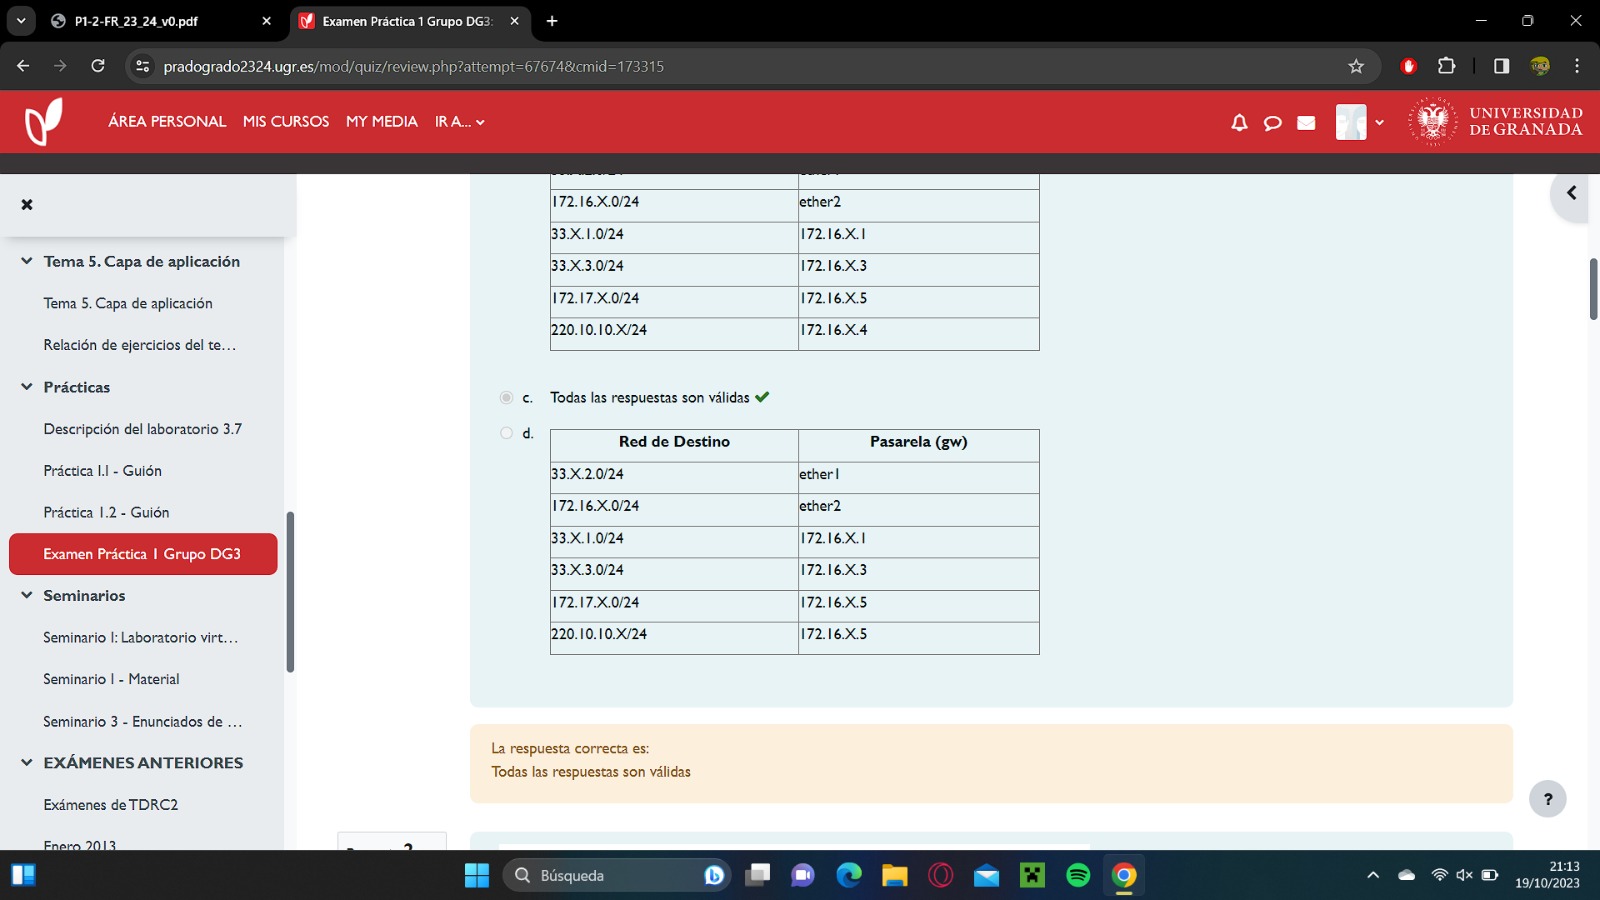 P1-2-FR_23_24_v0.pdf
Examen Práctica 1 Grupo DG3:
pradogrado2324.ugr.es/mod/quiz/review.php?attempt=67674&cmid=173315
ÁREA PERSONAL MIS CURSOS MY MEDIA IR A...
UNIVERSIDAD
DE GRANADA
Tema 5. Capa de aplicación
Tema 5. Capa de aplicación
Relación de ejercicios del te...
Prácticas
Descripción del laboratorio 3.7
Práctica 1.1 - Guión
Práctica 1.2 - Guión
Examen Práctica 1 Grupo DG3
Seminarios
Seminario I: Laboratorio virt...
Seminario I - Material
Seminario 3 - Enunciados de ...
EXÁMENES ANTERIORES
Exámenes de TDRC2
Enero 2013
172.16.X.0/24 ether2
33.X.1.0/24 172.16.X.1
33.X.3.0/24 172.16.X.3
172.17.X.0/24 172.16.X.5
220.10.10.X/24 172.16.X.4
c. Todas las respuestas son válidas
d.
Red de Destino Pasarela (gw)
33.X.2.0/24 ether1
172.16.X.0/24 ether2
33.X.1.0/24 172.16.X.1
33.X.3.0/24 172.16.X.3
172.17.X.0/24 172.16.X.5
220.10.10.X/24 172.16.X.5
La respuesta correcta es:
Todas las respuestas son válidas
?
Búsqueda
21:13
19/10/2023